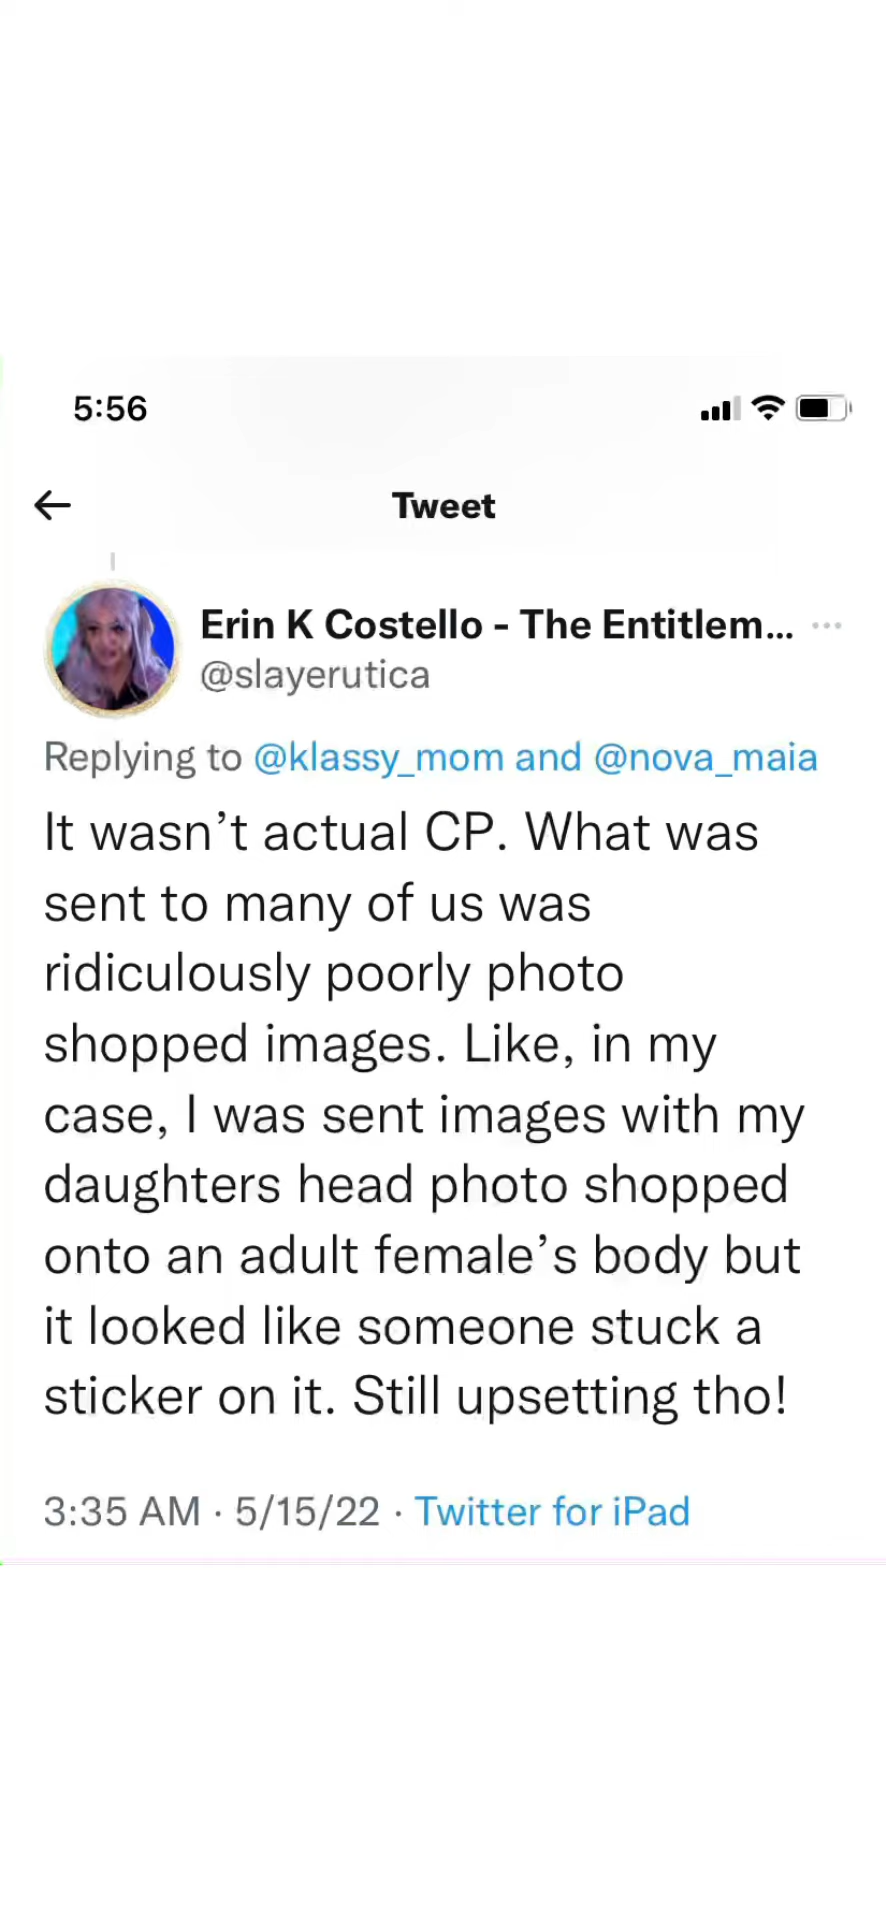 5:56
Tweet
Erin K Costello - The Entitlem...
@slayerutica
Replying to @klassy_mom and @nova_maia
It wasn’t actual CP. What was
sent to many of us was
ridiculously poorly photo
shopped images. Like, in my
case, I was sent images with my
daughters head photo shopped
onto an adult female’s body but
it looked like someone stuck a
sticker on it. Still upsetting tho!
3:35 AM · 5/15/22 · Twitter for iPad